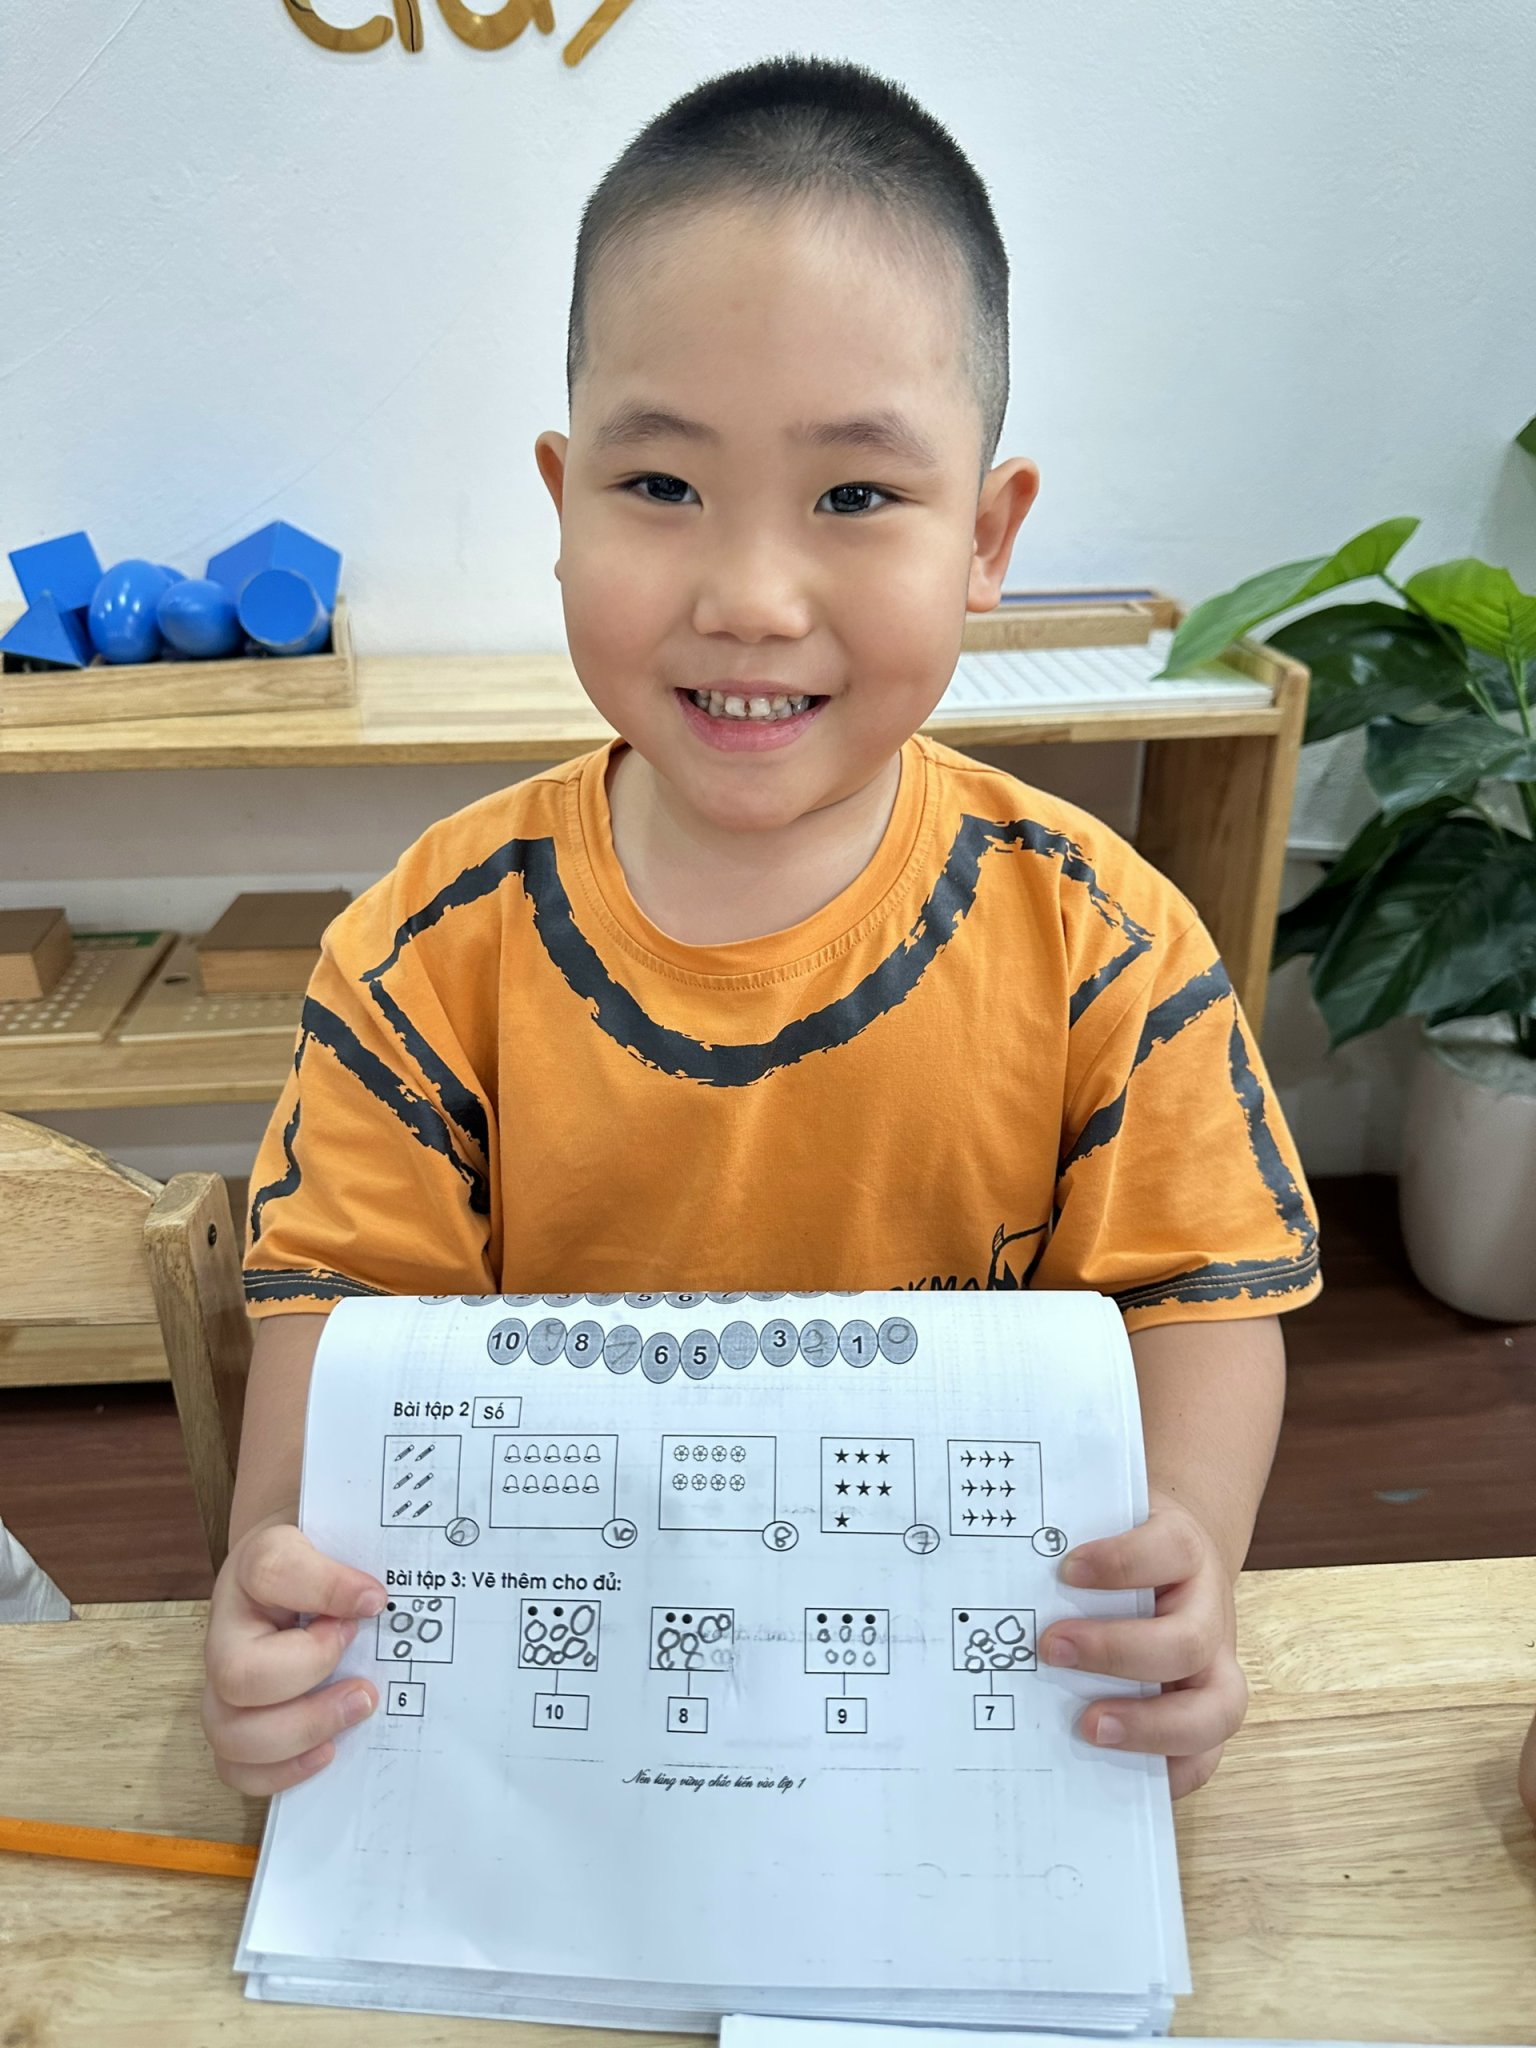 clay
10 9 8 7 6 5 3 2 1 0
Bài tập 2 Số
6 10 8 7 9
Bài tập 3: Vẽ thêm cho đủ:
6 10 8 9 7
Nền tảng vững chắc tiến vào lớp 1